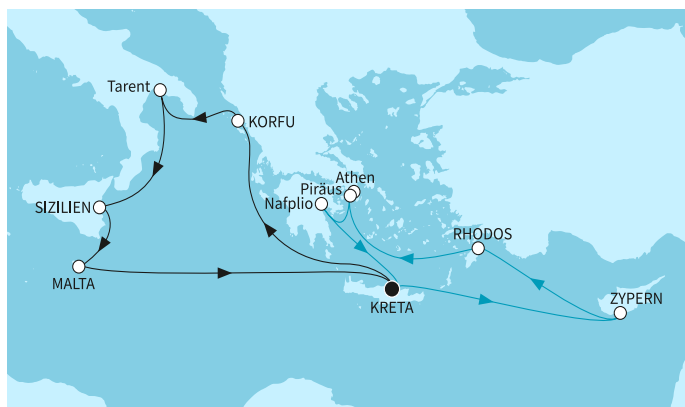 Tarent
KORFU
Athen
Piräus
Nafplio
SIZILIEN
RHODOS
MALTA
ZYPERN
KRETA